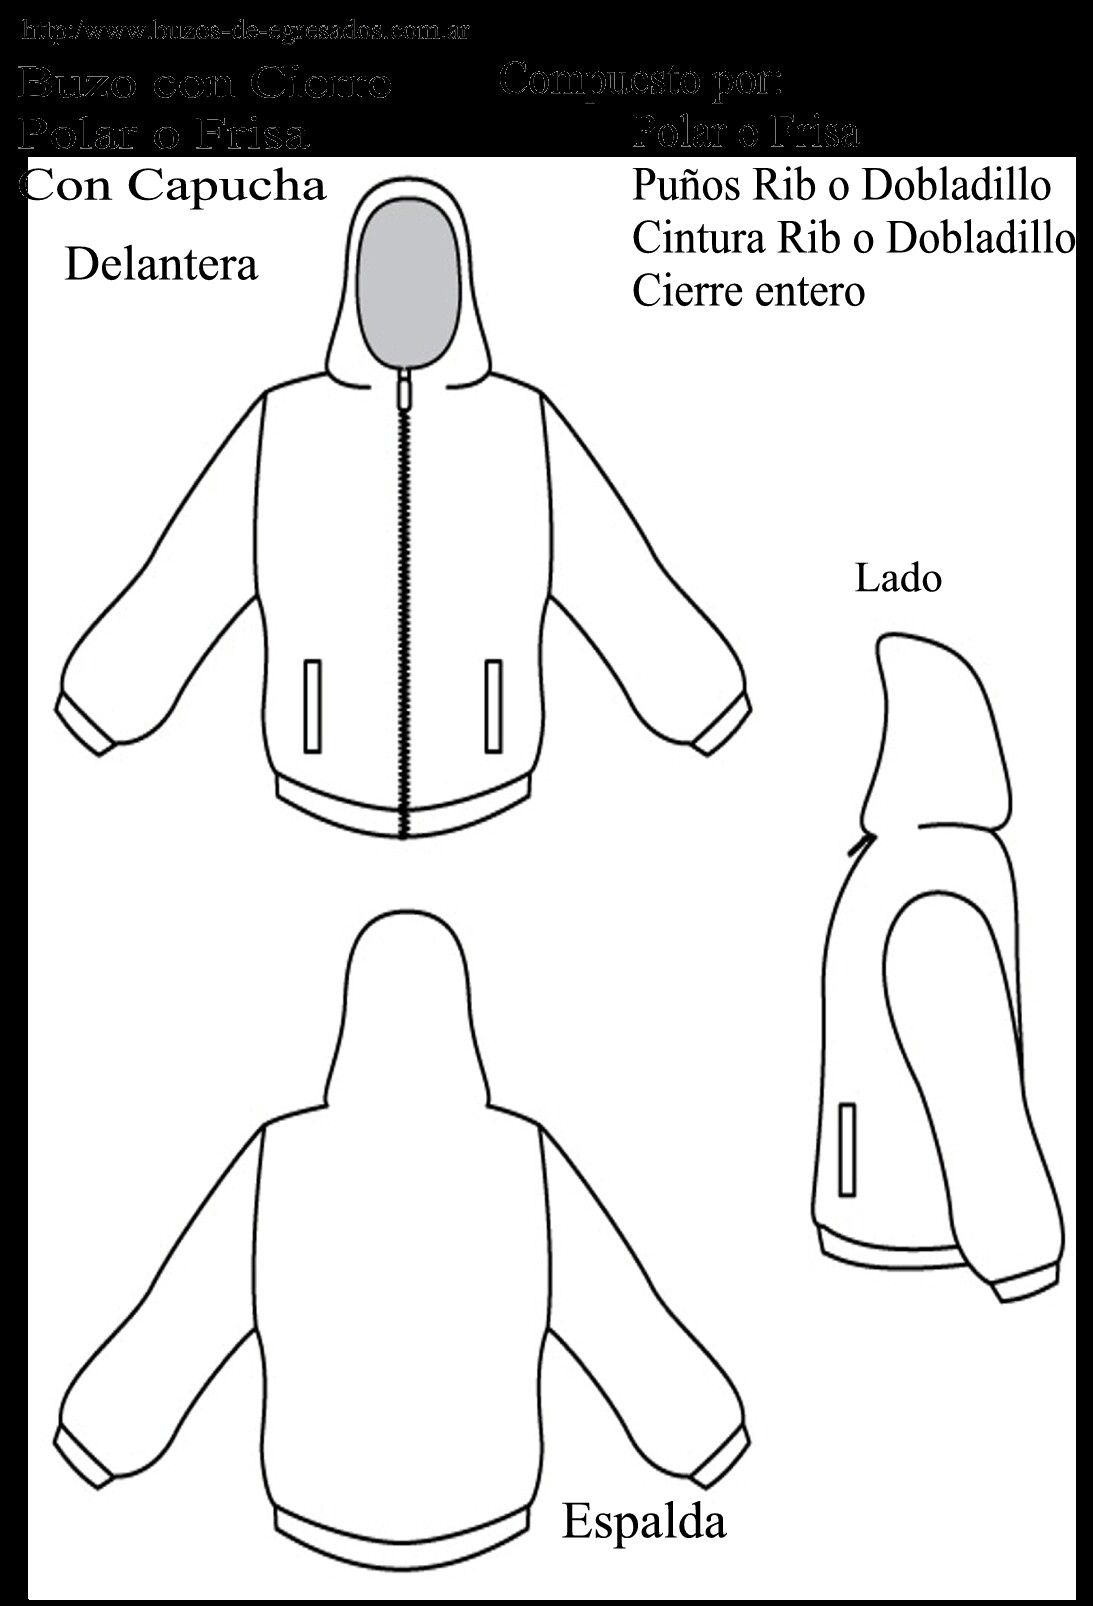 http:/www.buzos-de-egresados.com.ar
Buzo con Cierre
Polar o Frisa
Con Capucha
Delantera
Compuesto por:
Polar o Frisa
Puños Rib o Dobladillo
Cintura Rib o Dobladillo
Cierre entero
Lado
Espalda